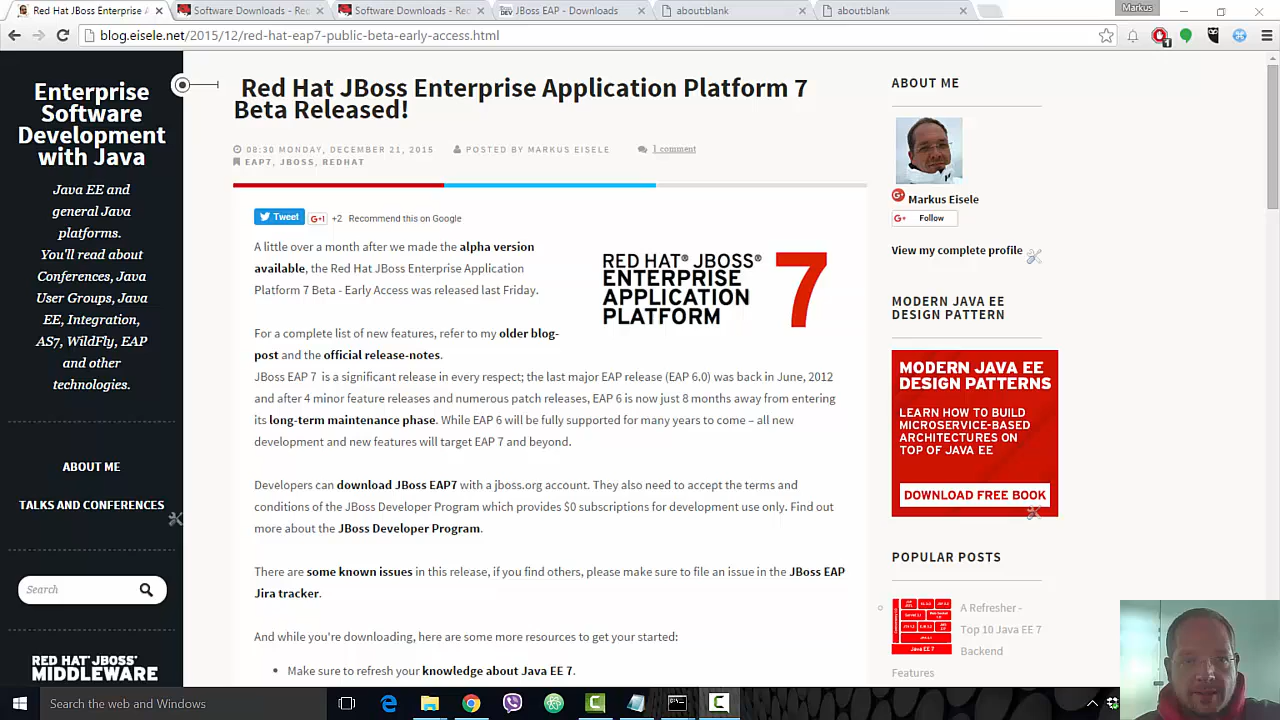 Red Hat JBoss Enterprise A
Software Downloads - Red
Software Downloads - Red
JBoss EAP - Downloads
about:blank
about:blank
Markus
blog.eisele.net/2015/12/red-hat-eap7-public-beta-early-access.html
Enterprise
Software
Development
with Java
Java EE and
general Java
platforms.
You'll read about
Conferences, Java
User Groups, Java
EE, Integration,
AS7, WildFly, EAP
and other
technologies.
ABOUT ME
TALKS AND CONFERENCES
Search
RED HAT JBOSS
MIDDLEWARE
Red Hat JBoss Enterprise Application Platform 7
Beta Released!
08:30 MONDAY, DECEMBER 21, 2015 POSTED BY MARKUS EISELE 1 comment
EAP7, JBOSS, REDHAT
Tweet G+1 +2 Recommend this on Google
A little over a month after we made the alpha version
available, the Red Hat JBoss Enterprise Application
Platform 7 Beta - Early Access was released last Friday.
RED HAT® JBOSS®
ENTERPRISE
APPLICATION
PLATFORM
7
For a complete list of new features, refer to my older blog-
post and the official release-notes.
JBoss EAP 7 is a significant release in every respect; the last major EAP release (EAP 6.0) was back in June, 2012
and after 4 minor feature releases and numerous patch releases, EAP 6 is now just 8 months away from entering
its long-term maintenance phase. While EAP 6 will be fully supported for many years to come – all new
development and new features will target EAP 7 and beyond.
Developers can download JBoss EAP7 with a jboss.org account. They also need to accept the terms and
conditions of the JBoss Developer Program which provides $0 subscriptions for development use only. Find out
more about the JBoss Developer Program.
There are some known issues in this release, if you find others, please make sure to file an issue in the JBoss EAP
Jira tracker.
And while you're downloading, here are some more resources to get your started:
• Make sure to refresh your knowledge about Java EE 7.
ABOUT ME
Markus Eisele
G+ Follow
View my complete profile
MODERN JAVA EE
DESIGN PATTERN
MODERN JAVA EE
DESIGN PATTERNS
LEARN HOW TO BUILD
MICROSERVICE-BASED
ARCHITECTURES ON
TOP OF JAVA EE
DOWNLOAD FREE BOOK
POPULAR POSTS
Java EE 7
A Refresher -
Top 10 Java EE 7
Backend
Features
Search the web and Windows